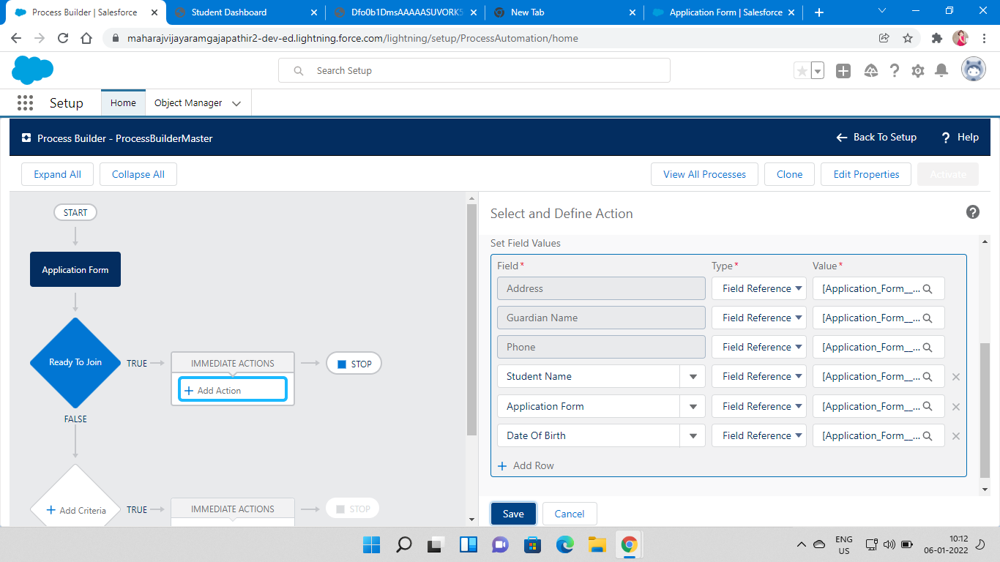 Process Builder | Salesforce
Student Dashboard
Dfo0b1DmsAAAAASUVORK5
New Tab
Application Form | Salesforce
maharajvijayaramgajapathir2-dev-ed.lightning.force.com/lightning/setup/ProcessAutomation/home
Search Setup
Setup
Home
Object Manager
Process Builder - ProcessBuilderMaster
Back To Setup
? Help
Expand All
Collapse All
View All Processes
Clone
Edit Properties
Activate
START
Application Form
Ready To Join
TRUE
IMMEDIATE ACTIONS
+ Add Action
STOP
FALSE
+ Add Criteria
TRUE
IMMEDIATE ACTIONS
STOP
Select and Define Action
Set Field Values
Field* Type* Value*
Address Field Reference [Application_Form__...
Guardian Name Field Reference [Application_Form__...
Phone Field Reference [Application_Form__...
Student Name Field Reference [Application_Form__...
Application Form Field Reference [Application_Form__...
Date Of Birth Field Reference [Application_Form__...
+ Add Row
Save
Cancel
ENG
US
10:12
06-01-2022